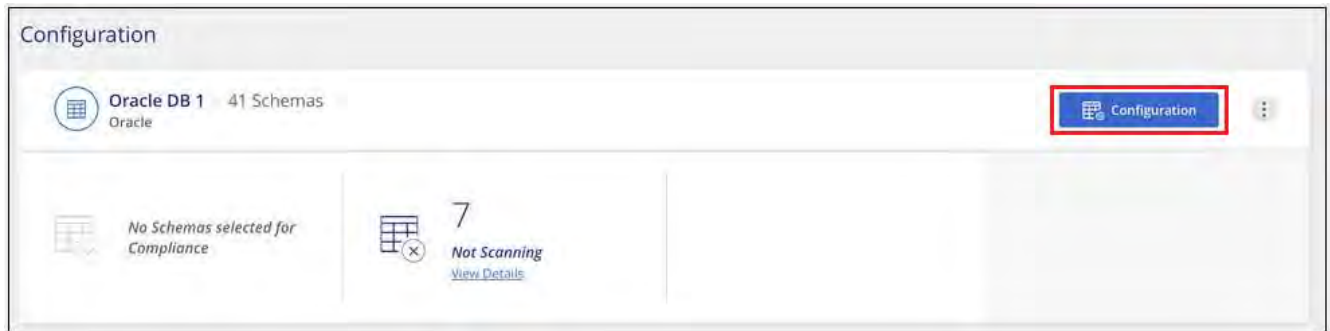 Configuration
Oracle DB 1 41 Schemas
Oracle
Configuration
No Schemas selected for
Compliance
7
Not Scanning
View Details